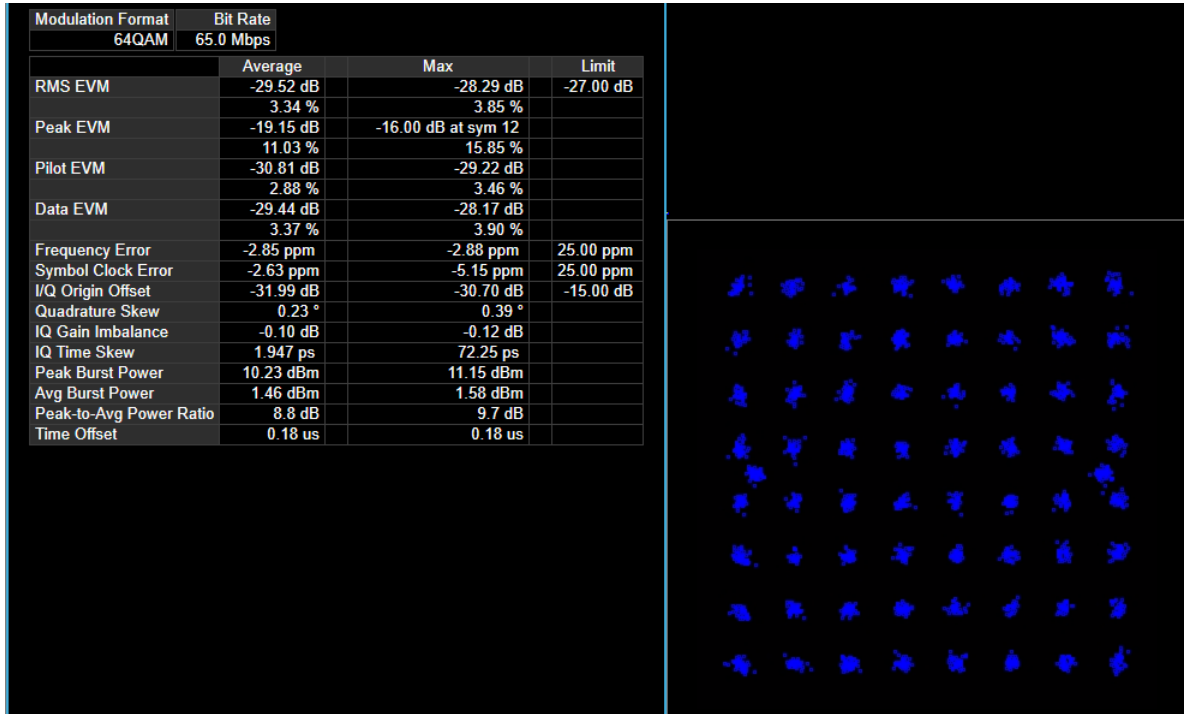 Modulation Format Bit Rate
64QAM 65.0 Mbps
Average Max Limit
RMS EVM -29.52 dB -28.29 dB -27.00 dB
3.34 % 3.85 %
Peak EVM -19.15 dB -16.00 dB at sym 12
11.03 % 15.85 %
Pilot EVM -30.81 dB -29.22 dB
2.88 % 3.46 %
Data EVM -29.44 dB -28.17 dB
3.37 % 3.90 %
Frequency Error -2.85 ppm -2.88 ppm 25.00 ppm
Symbol Clock Error -2.63 ppm -5.15 ppm 25.00 ppm
I/Q Origin Offset -31.99 dB -30.70 dB -15.00 dB
Quadrature Skew 0.23 ° 0.39 °
IQ Gain Imbalance -0.10 dB -0.12 dB
IQ Time Skew 1.947 ps 72.25 ps
Peak Burst Power 10.23 dBm 11.15 dBm
Avg Burst Power 1.46 dBm 1.58 dBm
Peak-to-Avg Power Ratio 8.8 dB 9.7 dB
Time Offset 0.18 us 0.18 us